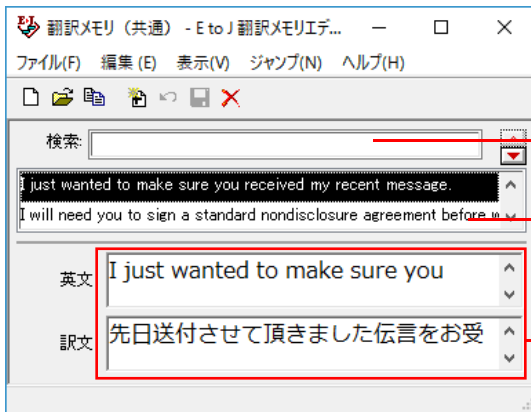 E・J 翻訳メモリ（共通） - E to J 翻訳メモリエデ...
ファイル(F) 編集(E) 表示(V) ジャンプ(N) ヘルプ(H)
検索:
I just wanted to make sure you received my recent message.
I will need you to sign a standard nondisclosure agreement before
英文
I just wanted to make sure you
訳文
先日送付させて頂きました伝言をお受